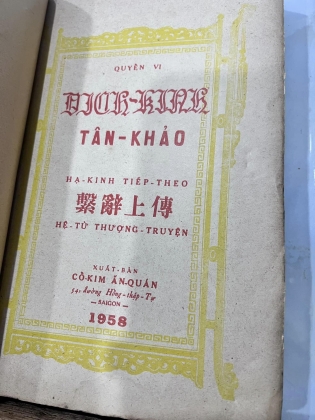 QUYỂN VI
DỊCH-KINH
TÂN-KHẢO
HẠ-KINH TIẾP-THEO
繫辭上傳
HỆ-TỪ THƯỢNG-TRUYỆN
XUẤT-BẢN
CỔ-KIM ẤN-QUÁN
541 đường Hồng-thập-Tự
— SAIGON —
1958